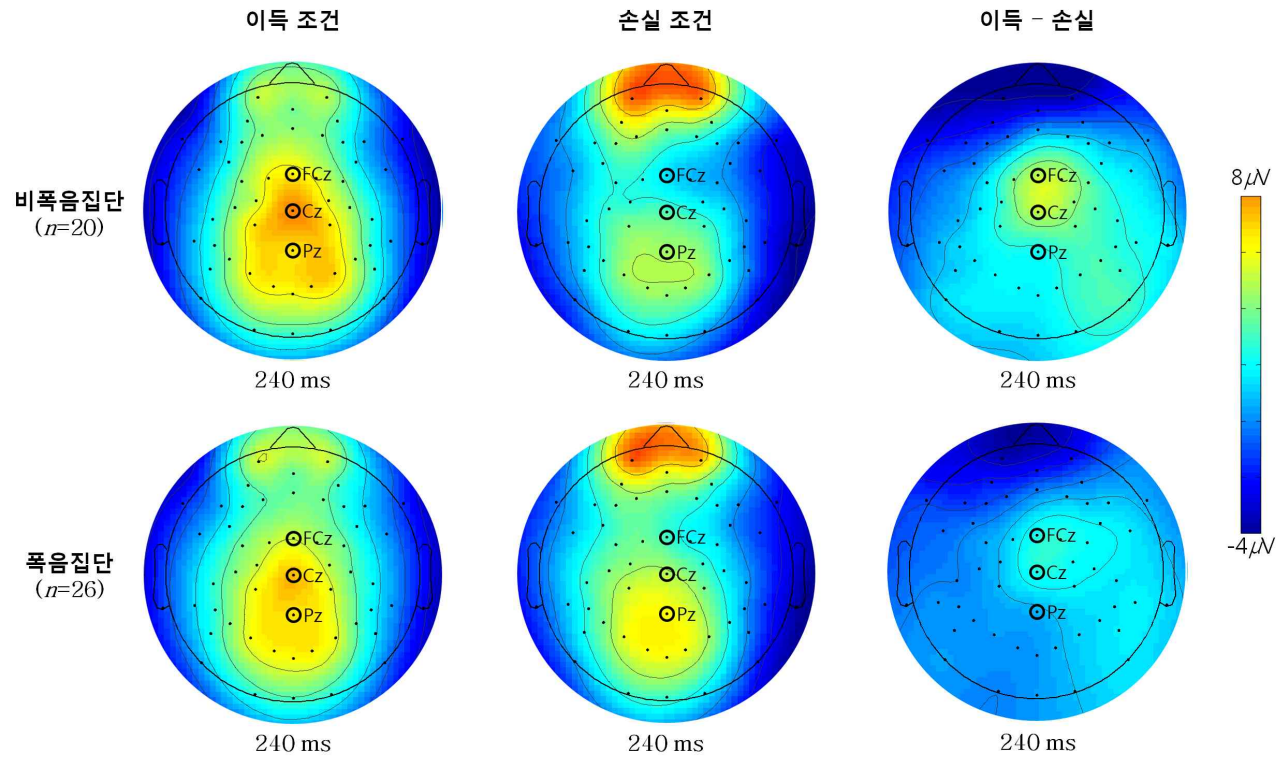 이득 조건 손실 조건 이득 - 손실
비폭음집단
(n=20)
FCz
Cz
Pz
FCz
Cz
Pz
FCz
Cz
Pz
8μV
-4μV
240 ms 240 ms 240 ms
폭음집단
(n=26)
FCz
Cz
Pz
FCz
Cz
Pz
FCz
Cz
Pz
240 ms 240 ms 240 ms